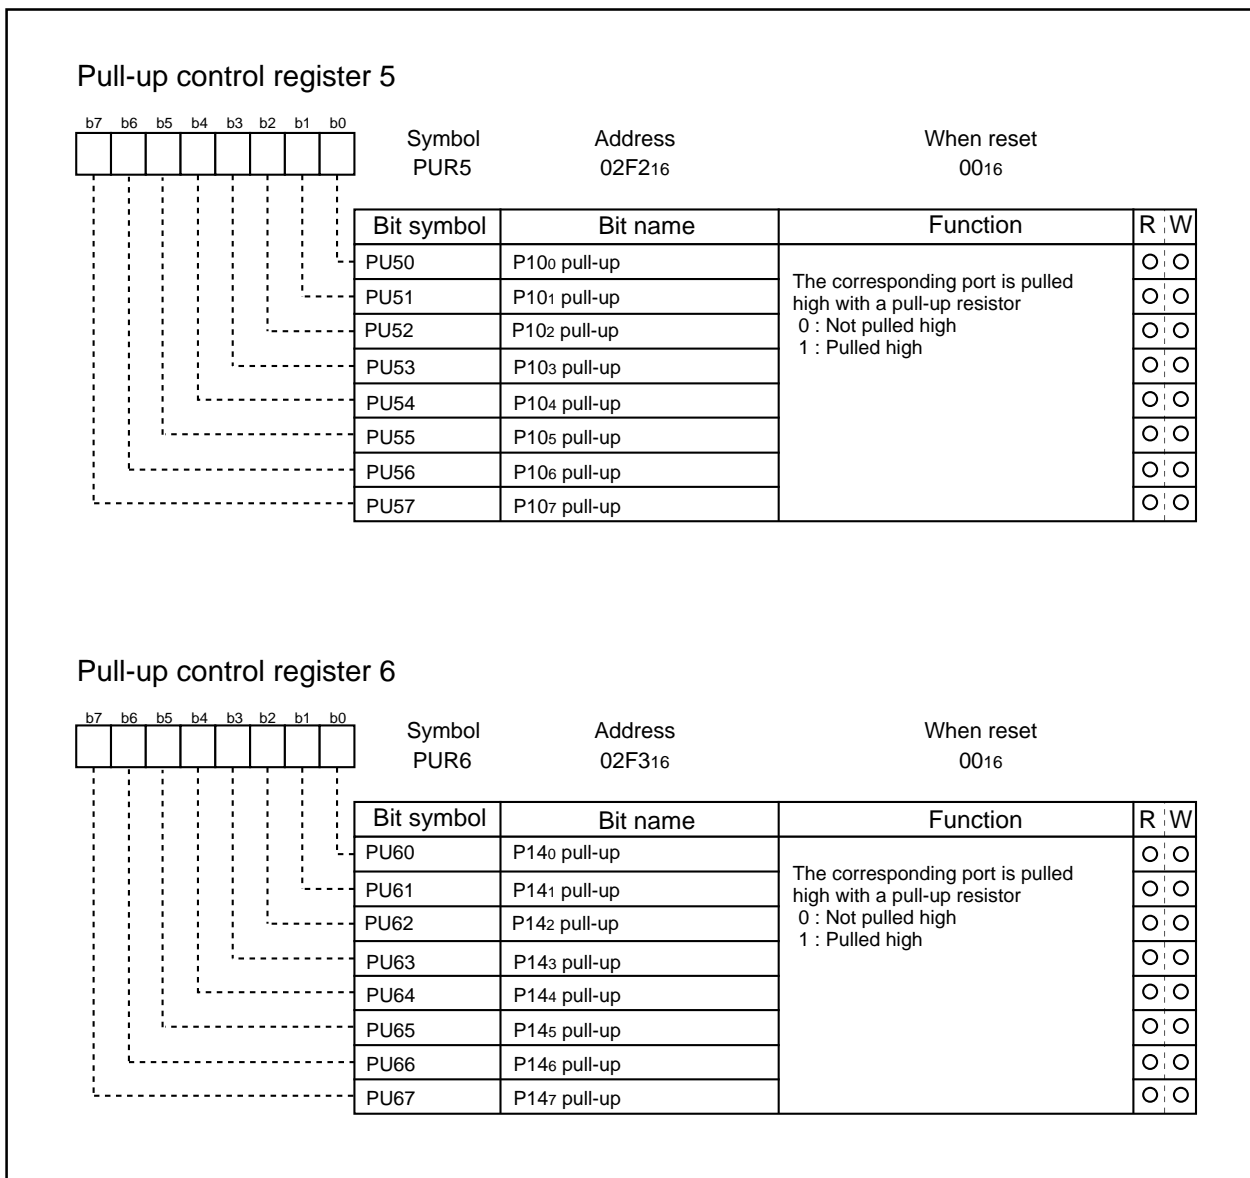 Pull-up control register 5
b7 b6 b5 b4 b3 b2 b1 b0
Symbol Address When reset
PUR5 02F216 0016
Bit symbol Bit name Function R W
PU50 P100 pull-up
PU51 P101 pull-up
PU52 P102 pull-up
PU53 P103 pull-up
PU54 P104 pull-up
PU55 P105 pull-up
PU56 P106 pull-up
PU57 P107 pull-up
The corresponding port is pulled
high with a pull-up resistor
0 : Not pulled high
1 : Pulled high
Pull-up control register 6
b7 b6 b5 b4 b3 b2 b1 b0
Symbol Address When reset
PUR6 02F316 0016
Bit symbol Bit name Function R W
PU60 P140 pull-up
PU61 P141 pull-up
PU62 P142 pull-up
PU63 P143 pull-up
PU64 P144 pull-up
PU65 P145 pull-up
PU66 P146 pull-up
PU67 P147 pull-up
The corresponding port is pulled
high with a pull-up resistor
0 : Not pulled high
1 : Pulled high